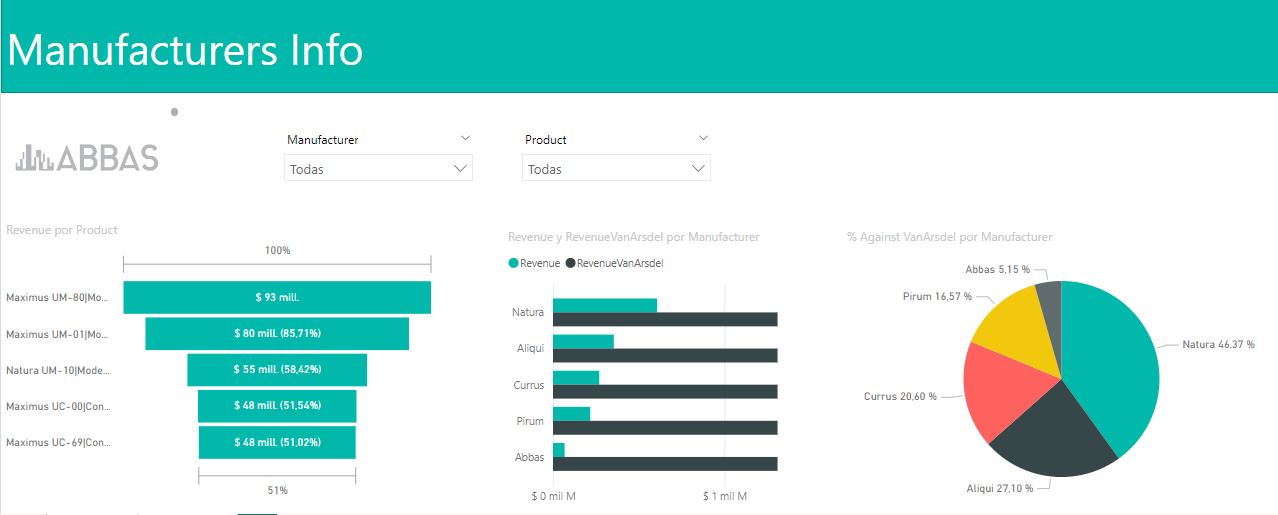 Manufacturers Info
ABBAS
Manufacturer
Todas
Product
Todas
Revenue por Product
100%
Maximus UM-80|Mo...
$ 93 mill.
Maximus UM-01|Mo...
$ 80 mill. (85,71%)
Natura UM-10|Mode...
$ 55 mill. (58,42%)
Maximus UC-00|Con...
$ 48 mill. (51,54%)
Maximus UC-69|Con...
$ 48 mill. (51,02%)
51%
Revenue y RevenueVanArsdel por Manufacturer
Revenue RevenueVanArsdel
Natura
Aliqui
Currus
Pirum
Abbas
$ 0 mil M $ 1 mil M
% Against VanArsdel por Manufacturer
Abbas 5,15 %
Pirum 16,57 %
Natura 46,37 %
Currus 20,60 %
Aliqui 27,10 %